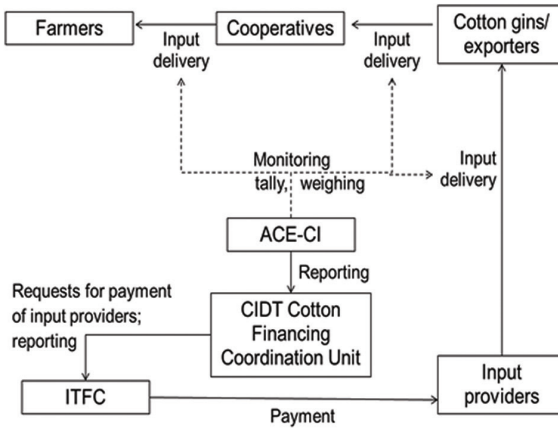 Farmers
Cooperatives
Cotton gins/
exporters
Input
delivery
Input
delivery
Monitoring
tally, weighing
Input
delivery
ACE-CI
Reporting
Requests for payment
of input providers;
reporting
CIDT Cotton
Financing
Coordination Unit
Input
providers
ITFC
Payment